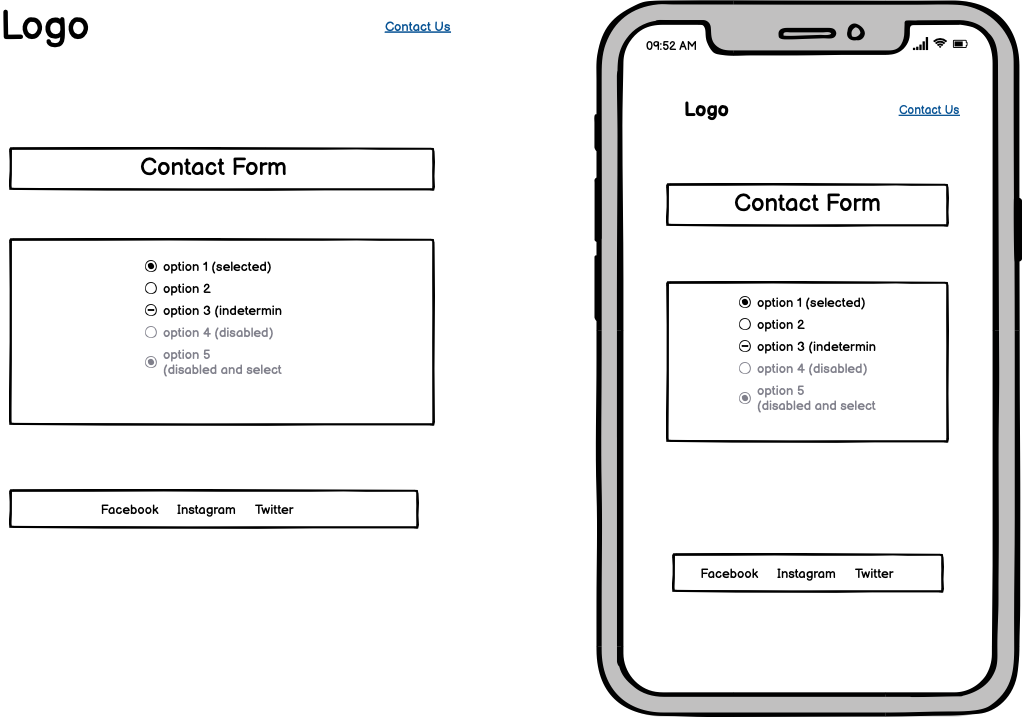 Logo
Contact Us
Contact Form
option 1 (selected)
option 2
option 3 (indetermin
option 4 (disabled)
option 5
(disabled and select
Facebook Instagram Twitter
09:52 AM
Logo
Contact Us
Contact Form
option 1 (selected)
option 2
option 3 (indetermin
option 4 (disabled)
option 5
(disabled and select
Facebook Instagram Twitter